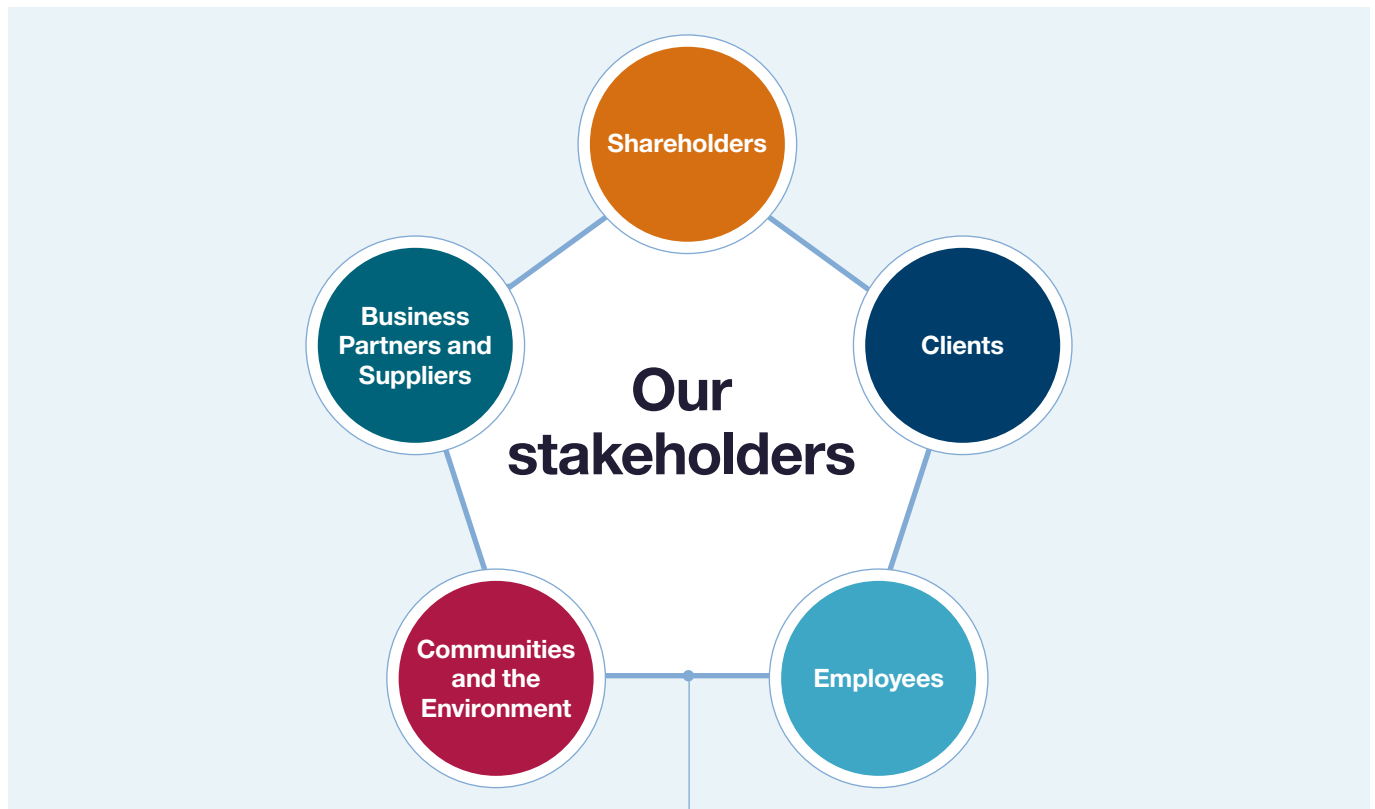 Shareholders
Business
Partners and
Suppliers
Clients
Our
stakeholders
Communities
and the
Environment
Employees